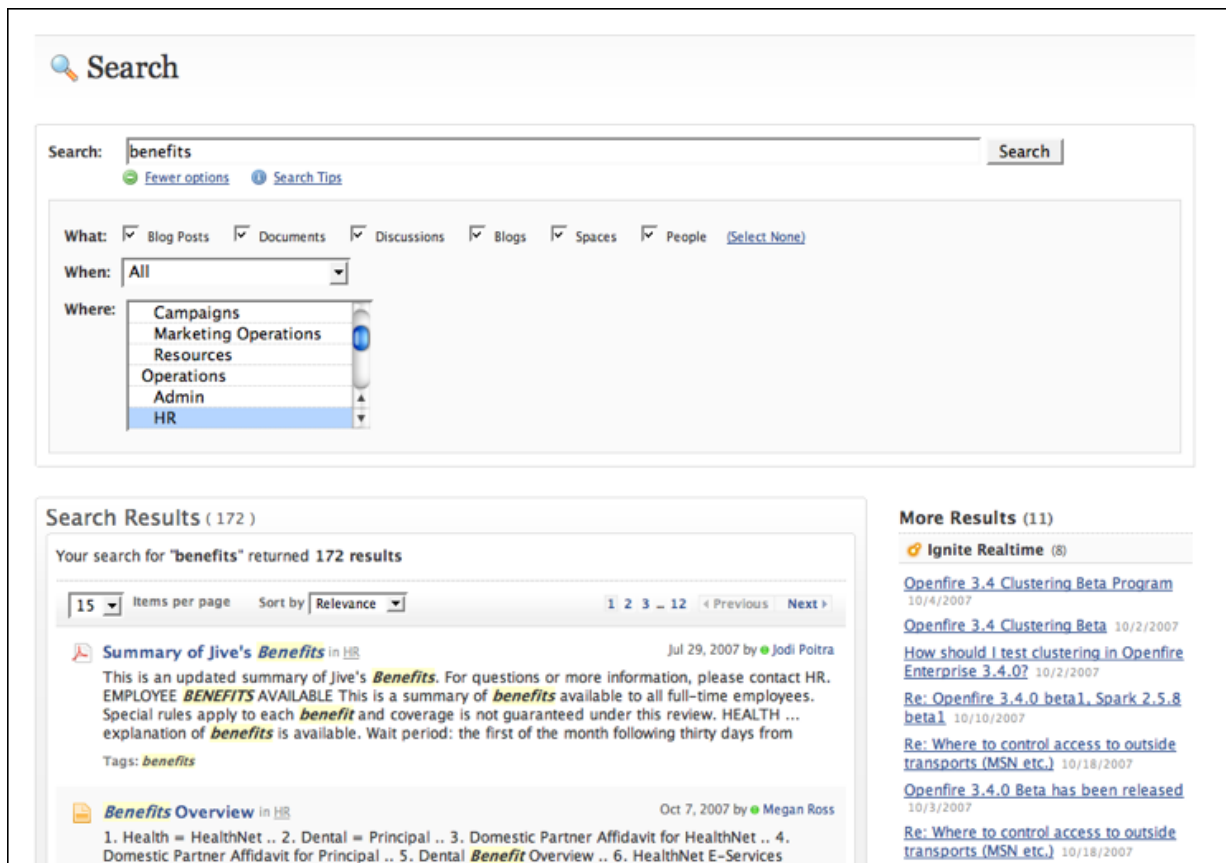 Search
Search: benefits Search
Fewer options Search Tips
What: Blog Posts Documents Discussions Blogs Spaces People (Select None)
When: All
Where: Campaigns
Marketing Operations
Resources
Operations
Admin
HR
Search Results ( 172 )
Your search for "benefits" returned 172 results
15 Items per page Sort by Relevance 1 2 3 ... 12 Previous Next
Summary of Jive's Benefits in HR Jul 29, 2007 by Jodi Poitra
This is an updated summary of Jive's Benefits. For questions or more information, please contact HR.
EMPLOYEE BENEFITS AVAILABLE This is a summary of benefits available to all full-time employees.
Special rules apply to each benefit and coverage is not guaranteed under this review. HEALTH ...
explanation of benefits is available. Wait period: the first of the month following thirty days from
Tags: benefits
Benefits Overview in HR Oct 7, 2007 by Megan Ross
1. Health = HealthNet .. 2. Dental = Principal .. 3. Domestic Partner Affidavit for HealthNet .. 4.
Domestic Partner Affidavit for Principal .. 5. Dental Benefit Overview .. 6. HealthNet E-Services
More Results (11)
Ignite Realtime (8)
Openfire 3.4 Clustering Beta Program
10/4/2007
Openfire 3.4 Clustering Beta 10/2/2007
How should I test clustering in Openfire
Enterprise 3.4.0? 10/2/2007
Re: Openfire 3.4.0 beta1, Spark 2.5.8
beta1 10/10/2007
Re: Where to control access to outside
transports (MSN etc.) 10/18/2007
Openfire 3.4.0 Beta has been released
10/3/2007
Re: Where to control access to outside
transports (MSN etc.) 10/18/2007